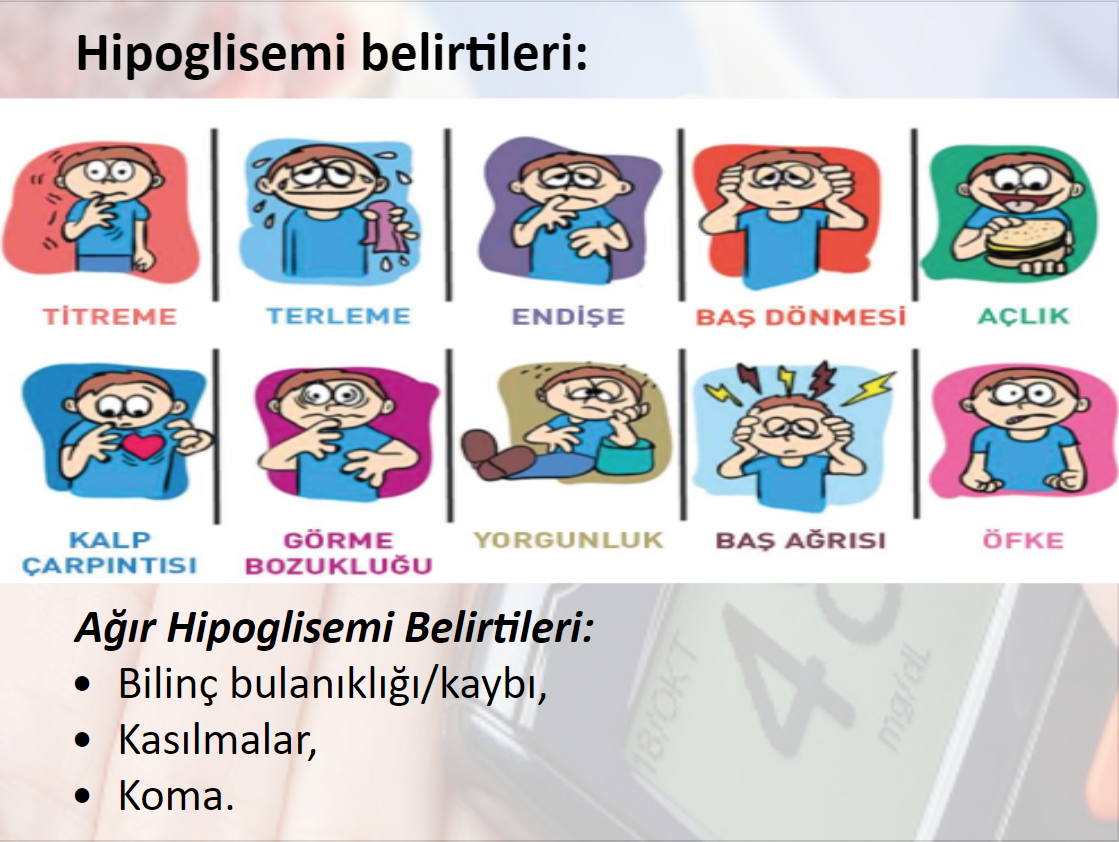 Hipoglisemi belirtileri:
TİTREME
TERLEME
ENDİŞE
BAŞ DÖNMESİ
AÇLIK
KALP
ÇARPINTISI
GÖRME
BOZUKLUĞU
YORGUNLUK
BAŞ AĞRISI
ÖFKE
Ağır Hipoglisemi Belirtileri:
• Bilinç bulanıklığı/kaybı,
• Kasılmalar,
• Koma.
18/OKT
mg/dL